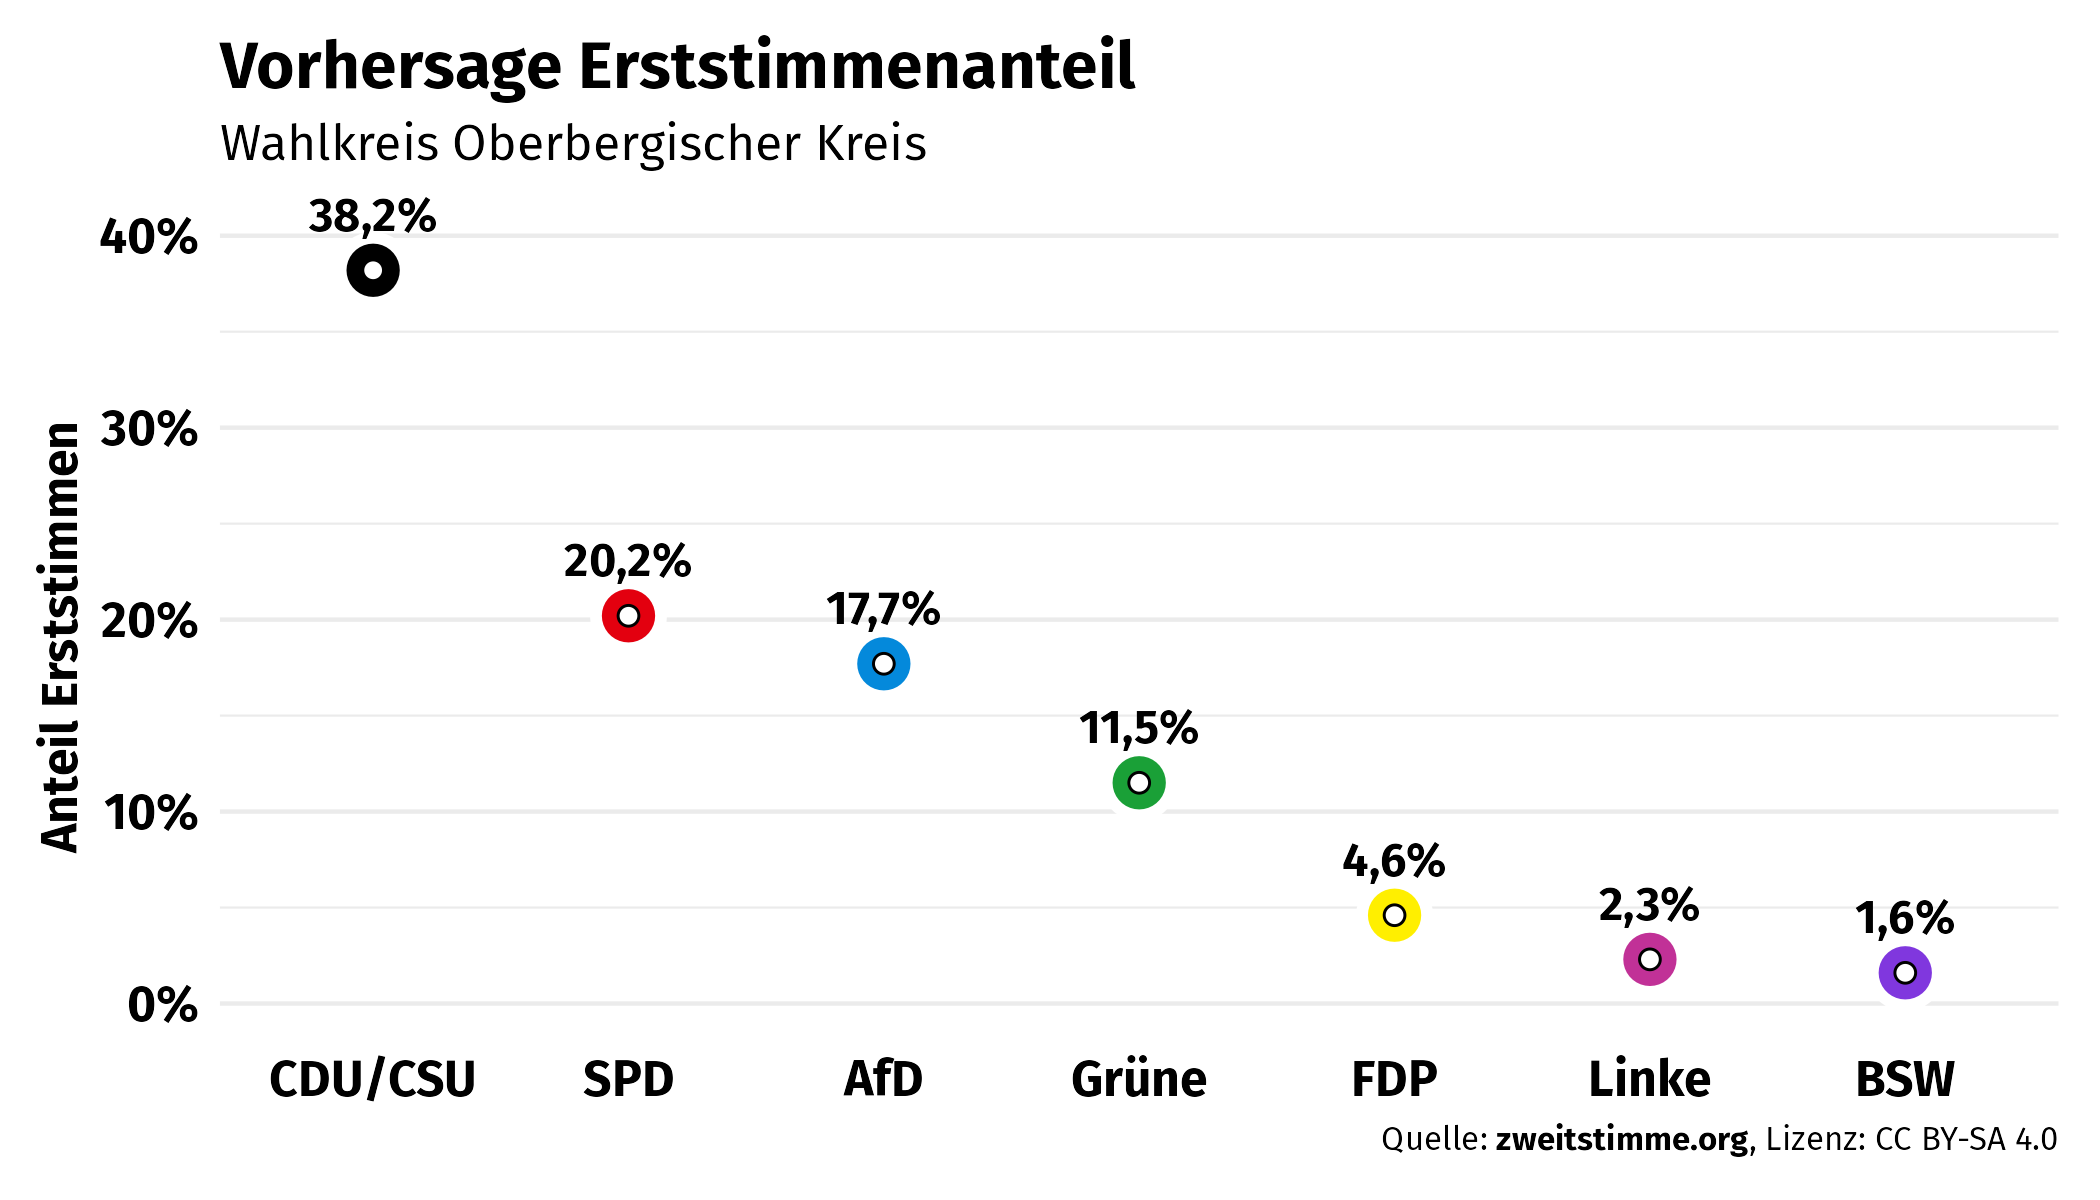 Vorhersage Erststimmenanteil
Wahlkreis Oberbergischer Kreis
Anteil Erststimmen
40%
30%
20%
10%
0%
38,2%
20,2%
17,7%
11,5%
4,6%
2,3%
1,6%
CDU/CSU SPD AfD Grüne FDP Linke BSW
Quelle: zweitstimme.org, Lizenz: CC BY-SA 4.0